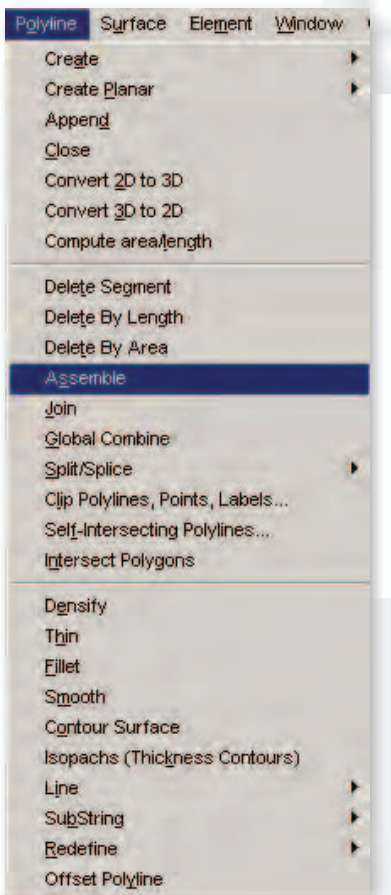 Polyline Surface Element Window
Create
Create Planar
Append
Close
Convert 2D to 3D
Convert 3D to 2D
Compute area/length
Delete Segment
Delete By Length
Delete By Area
Assemble
Join
Global Combine
Split/Splice
Clip Polylines, Points, Labels...
Self-Intersecting Polylines...
Intersect Polygons
Densify
Thin
Fillet
Smooth
Contour Surface
Isopachs (Thickness Contours)
Line
SubString
Redefine
Offset Polyline